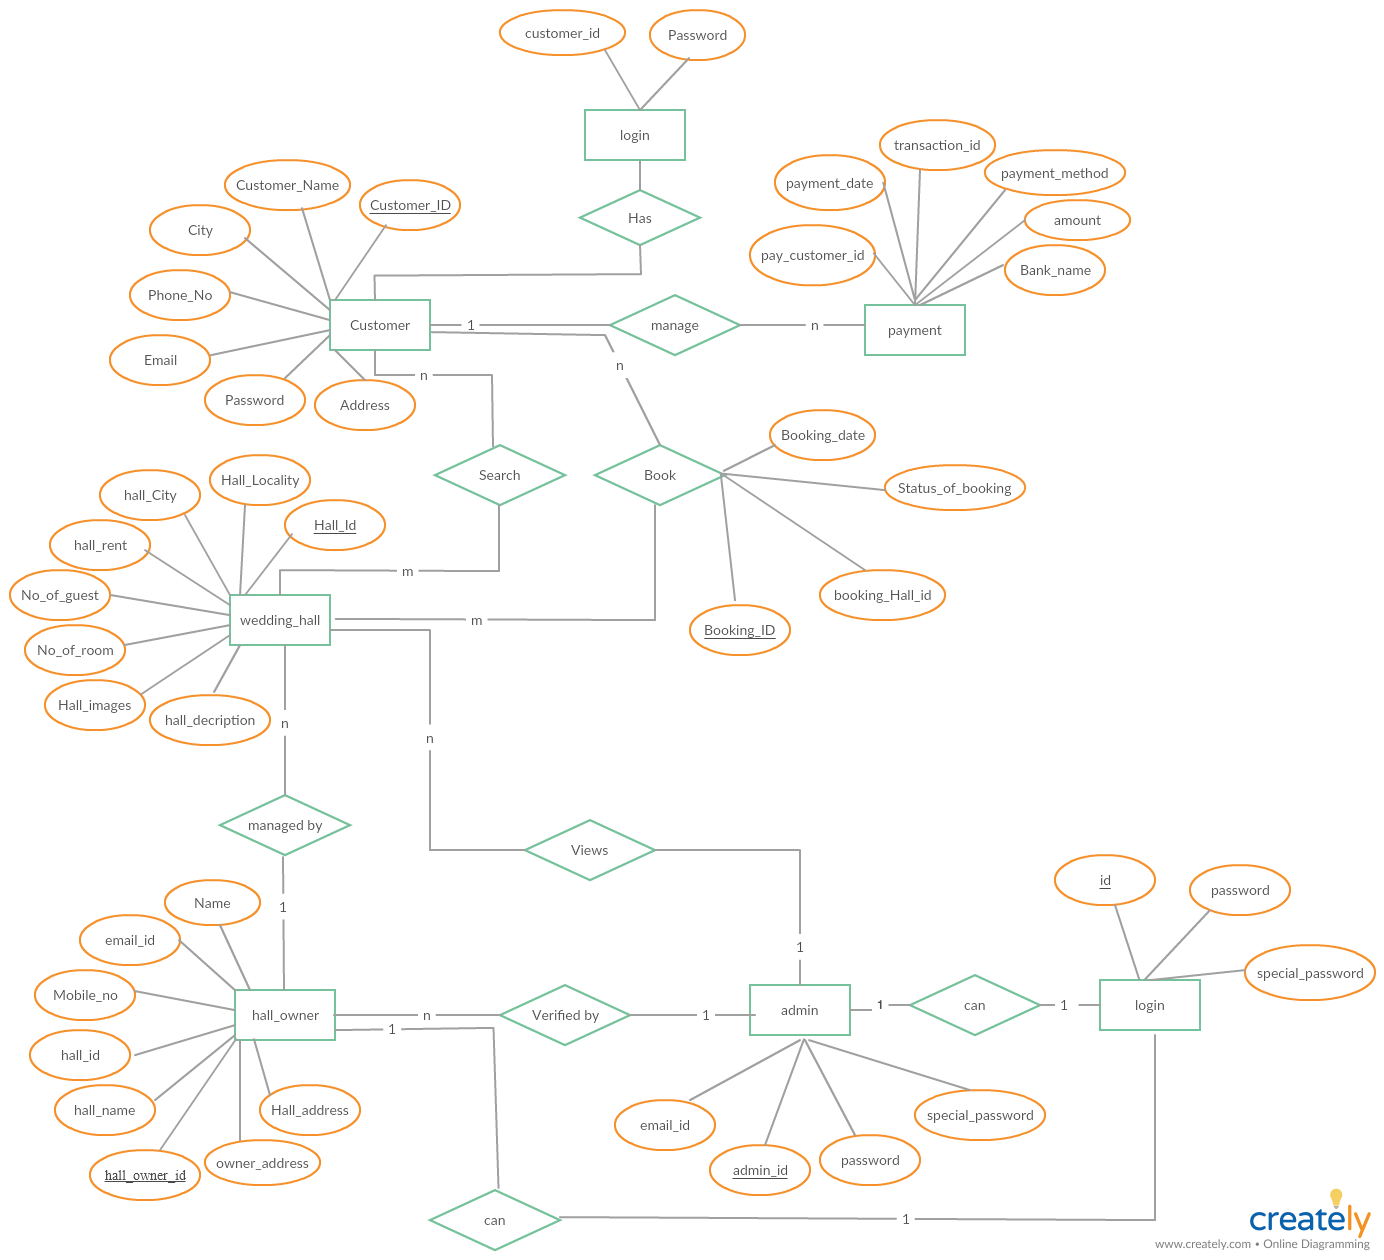 customer_id
Password
login
Has
transaction_id
payment_date
payment_method
amount
pay_customer_id
Bank_name
payment
Customer_Name
Customer_ID
City
Phone_No
Email
Password
Address
Customer
1
manage
n
n
n
Search
Book
Booking_date
Status_of_booking
booking_Hall_id
Booking_ID
Hall_Locality
hall_City
Hall_Id
hall_rent
No_of_guest
No_of_room
Hall_images
hall_decription
wedding_hall
m
m
n
n
managed by
1
Views
1
Name
email_id
Mobile_no
hall_id
hall_name
hall_owner_id
owner_address
Hall_address
hall_owner
n
1
Verified by
1
admin
1
can
1
login
id
password
special_password
email_id
admin_id
password
special_password
can
1
creately
www.creately.com • Online Diagramming